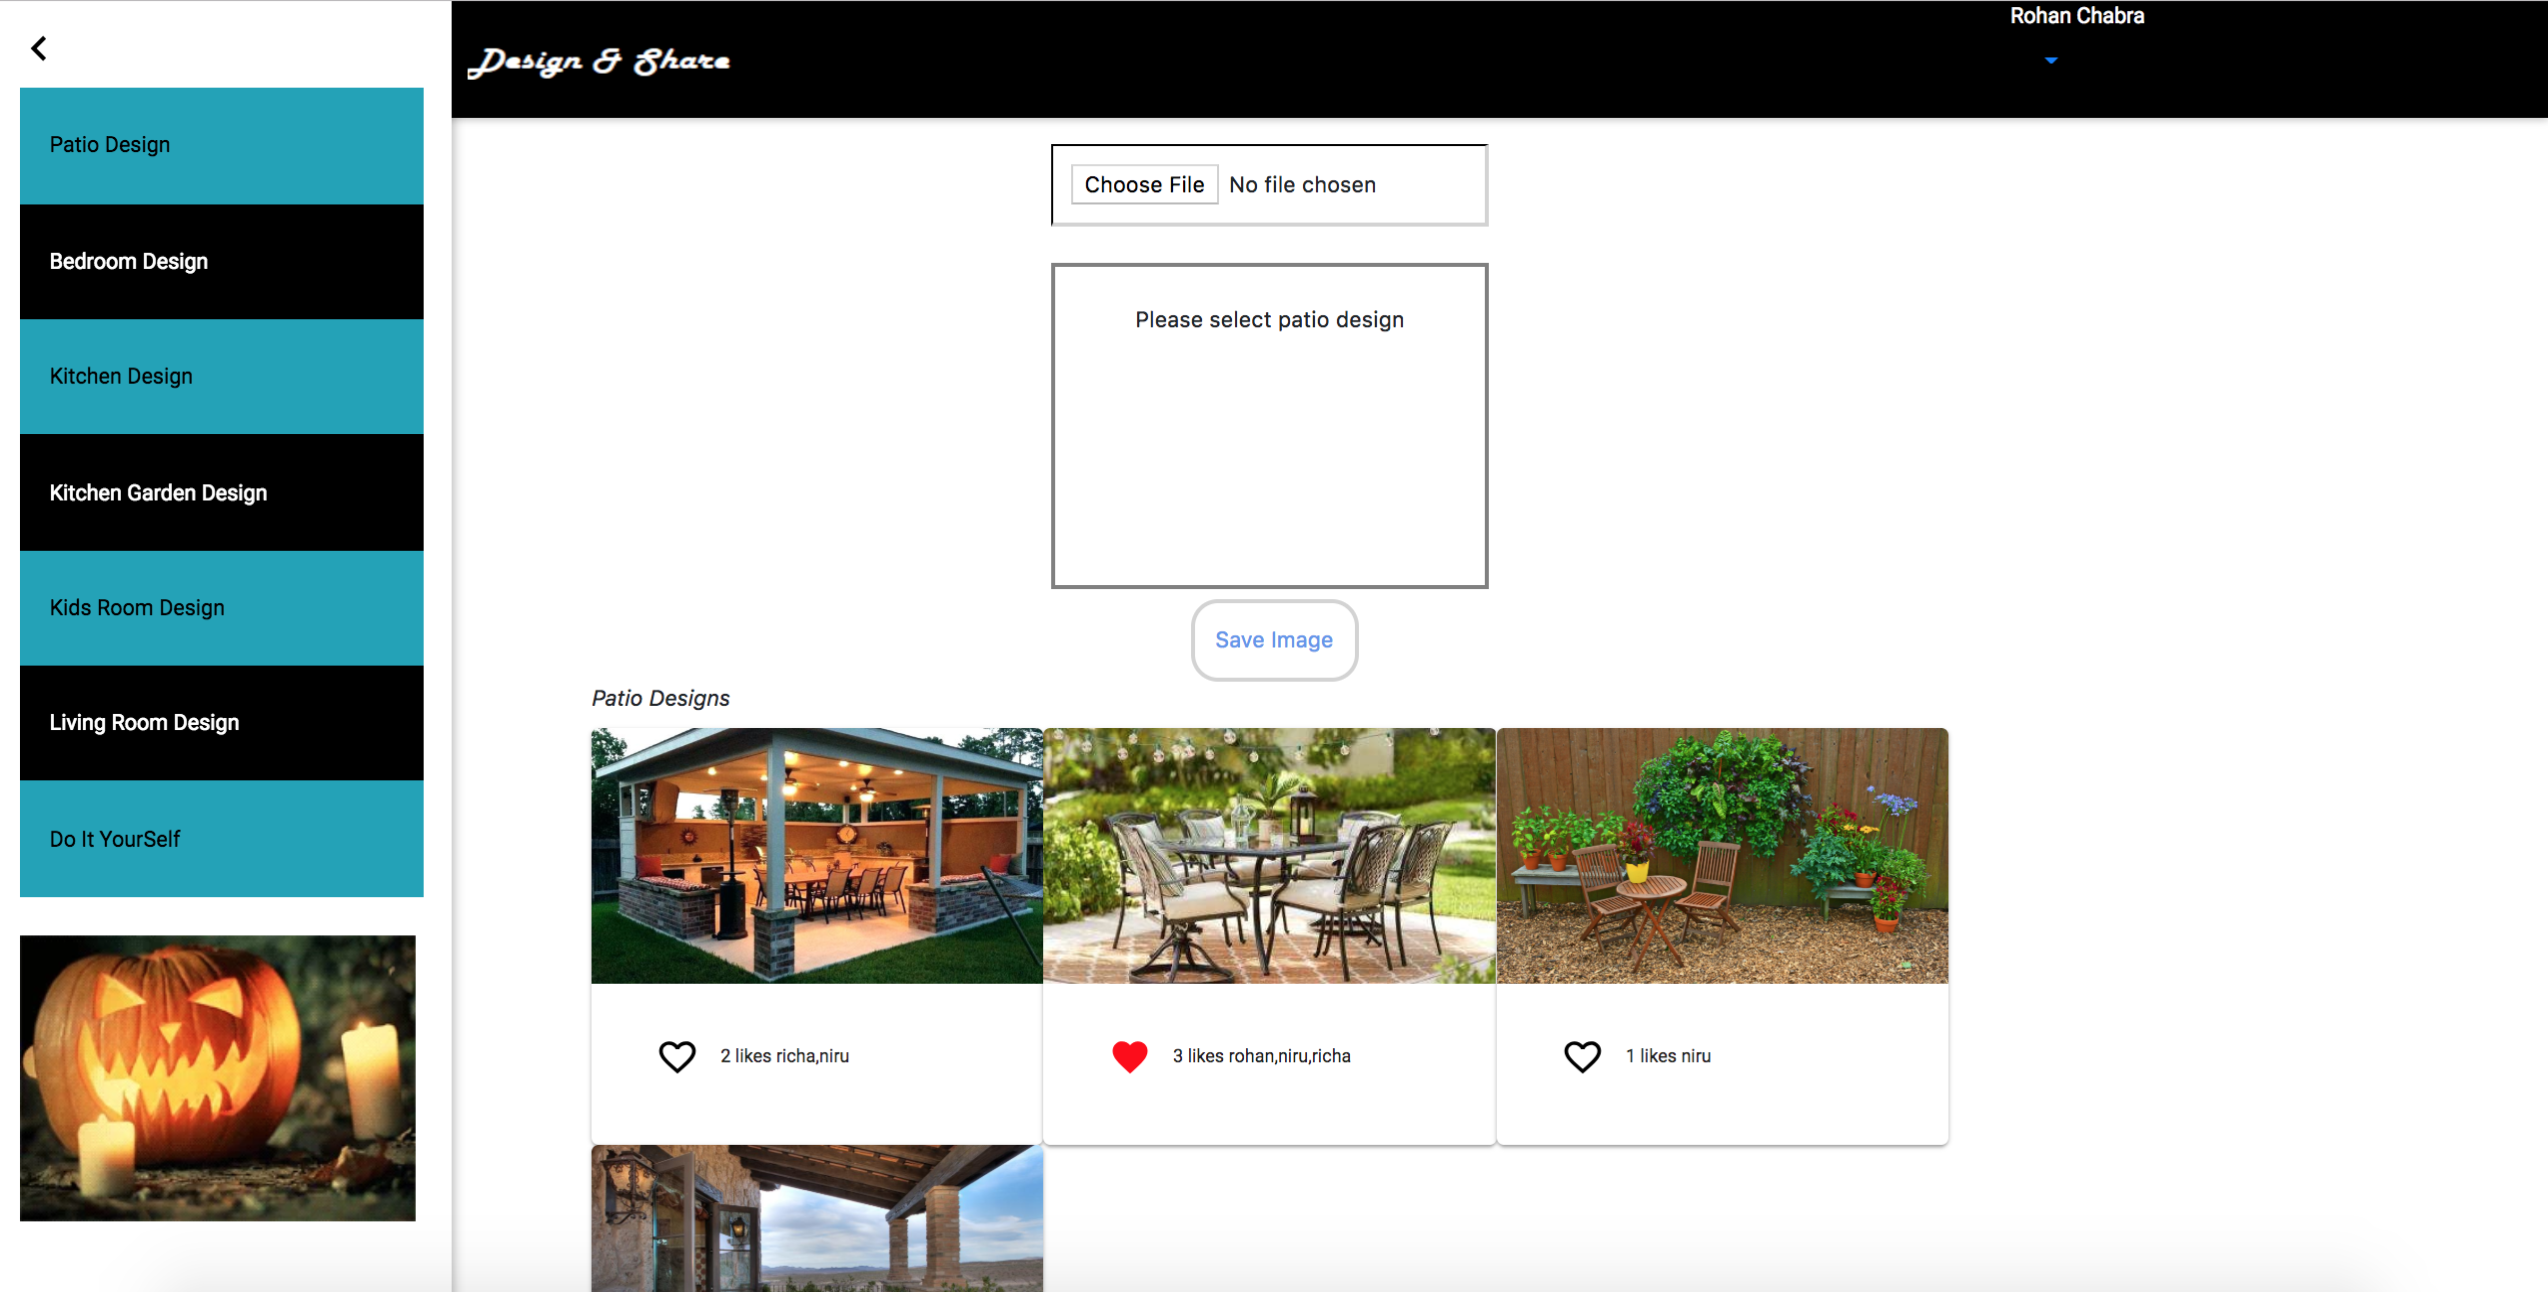 Patio Design
Bedroom Design
Kitchen Design
Kitchen Garden Design
Kids Room Design
Living Room Design
Do It YourSelf
Design & Share
Rohan Chabra
Choose File No file chosen
Please select patio design
Save Image
Patio Designs
2 likes richa,niru
3 likes rohan,niru,richa
1 likes niru